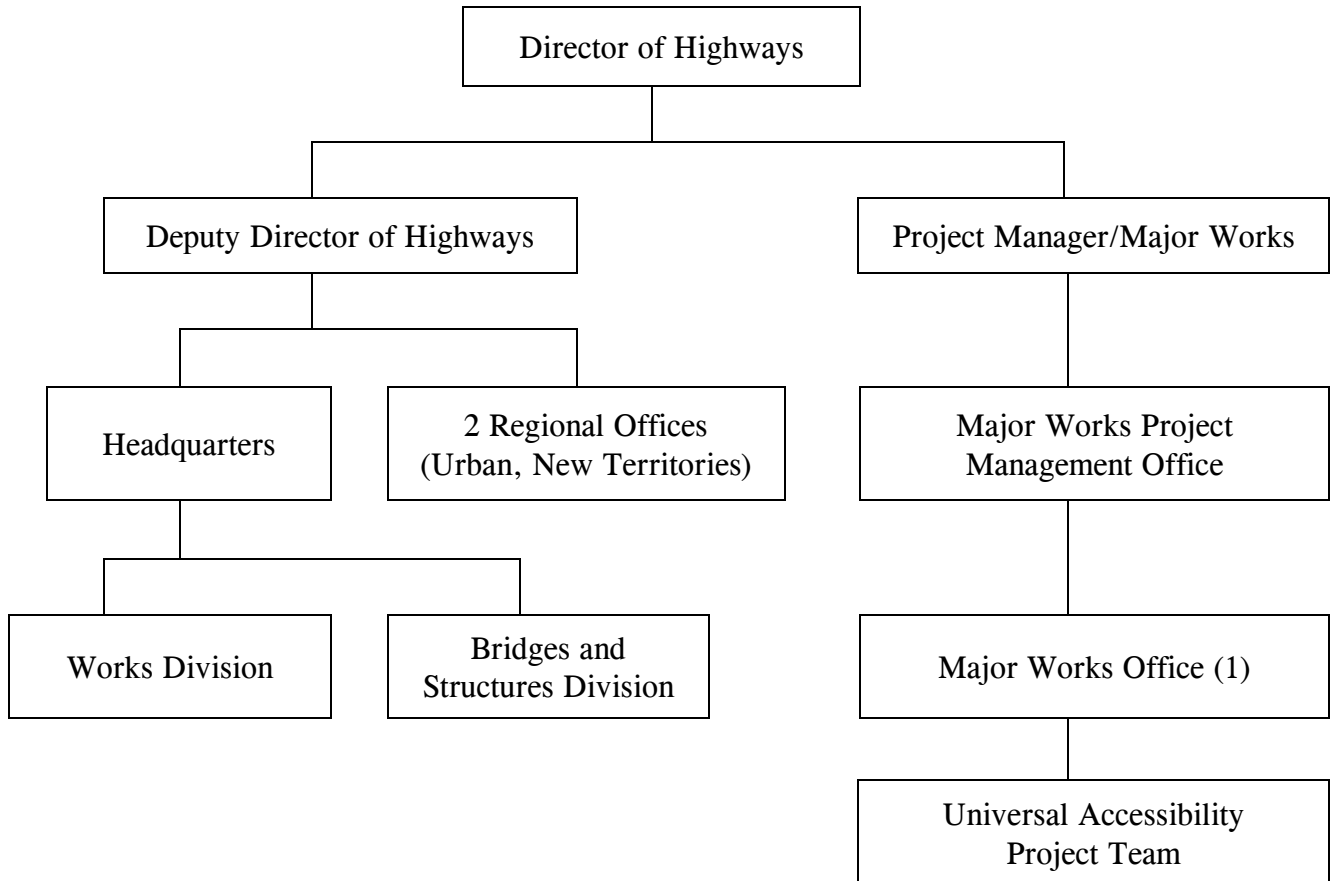 Director of Highways
Deputy Director of Highways
Project Manager/Major Works
Headquarters
2 Regional Offices
(Urban, New Territories)
Major Works Project
Management Office
Works Division
Bridges and
Structures Division
Major Works Office (1)
Universal Accessibility
Project Team